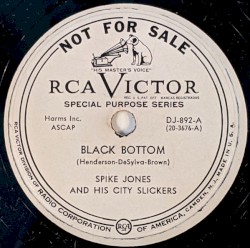 NOT FOR SALE
"HIS MASTER'S VOICE"
RCA VICTOR
SPECIAL PURPOSE SERIES
Harms Inc.
ASCAP
DJ-892-A
(20-3676-A)
BLACK BOTTOM
(Henderson-DeSylva-Brown)
SPIKE JONES
AND HIS CITY SLICKERS
RCA VICTOR DIVISION OF RADIO CORPORATION OF AMERICA, CAMDEN, N. J. MADE IN U.S.A.
RCA